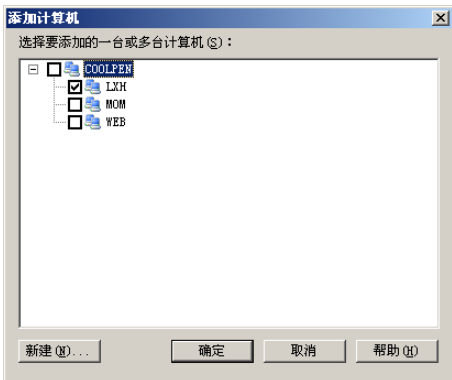 添加计算机
选择要添加的一台或多台计算机(S):
COOLPEN
LXH
MOM
WEB
新建(N)... 确定 取消 帮助(H)